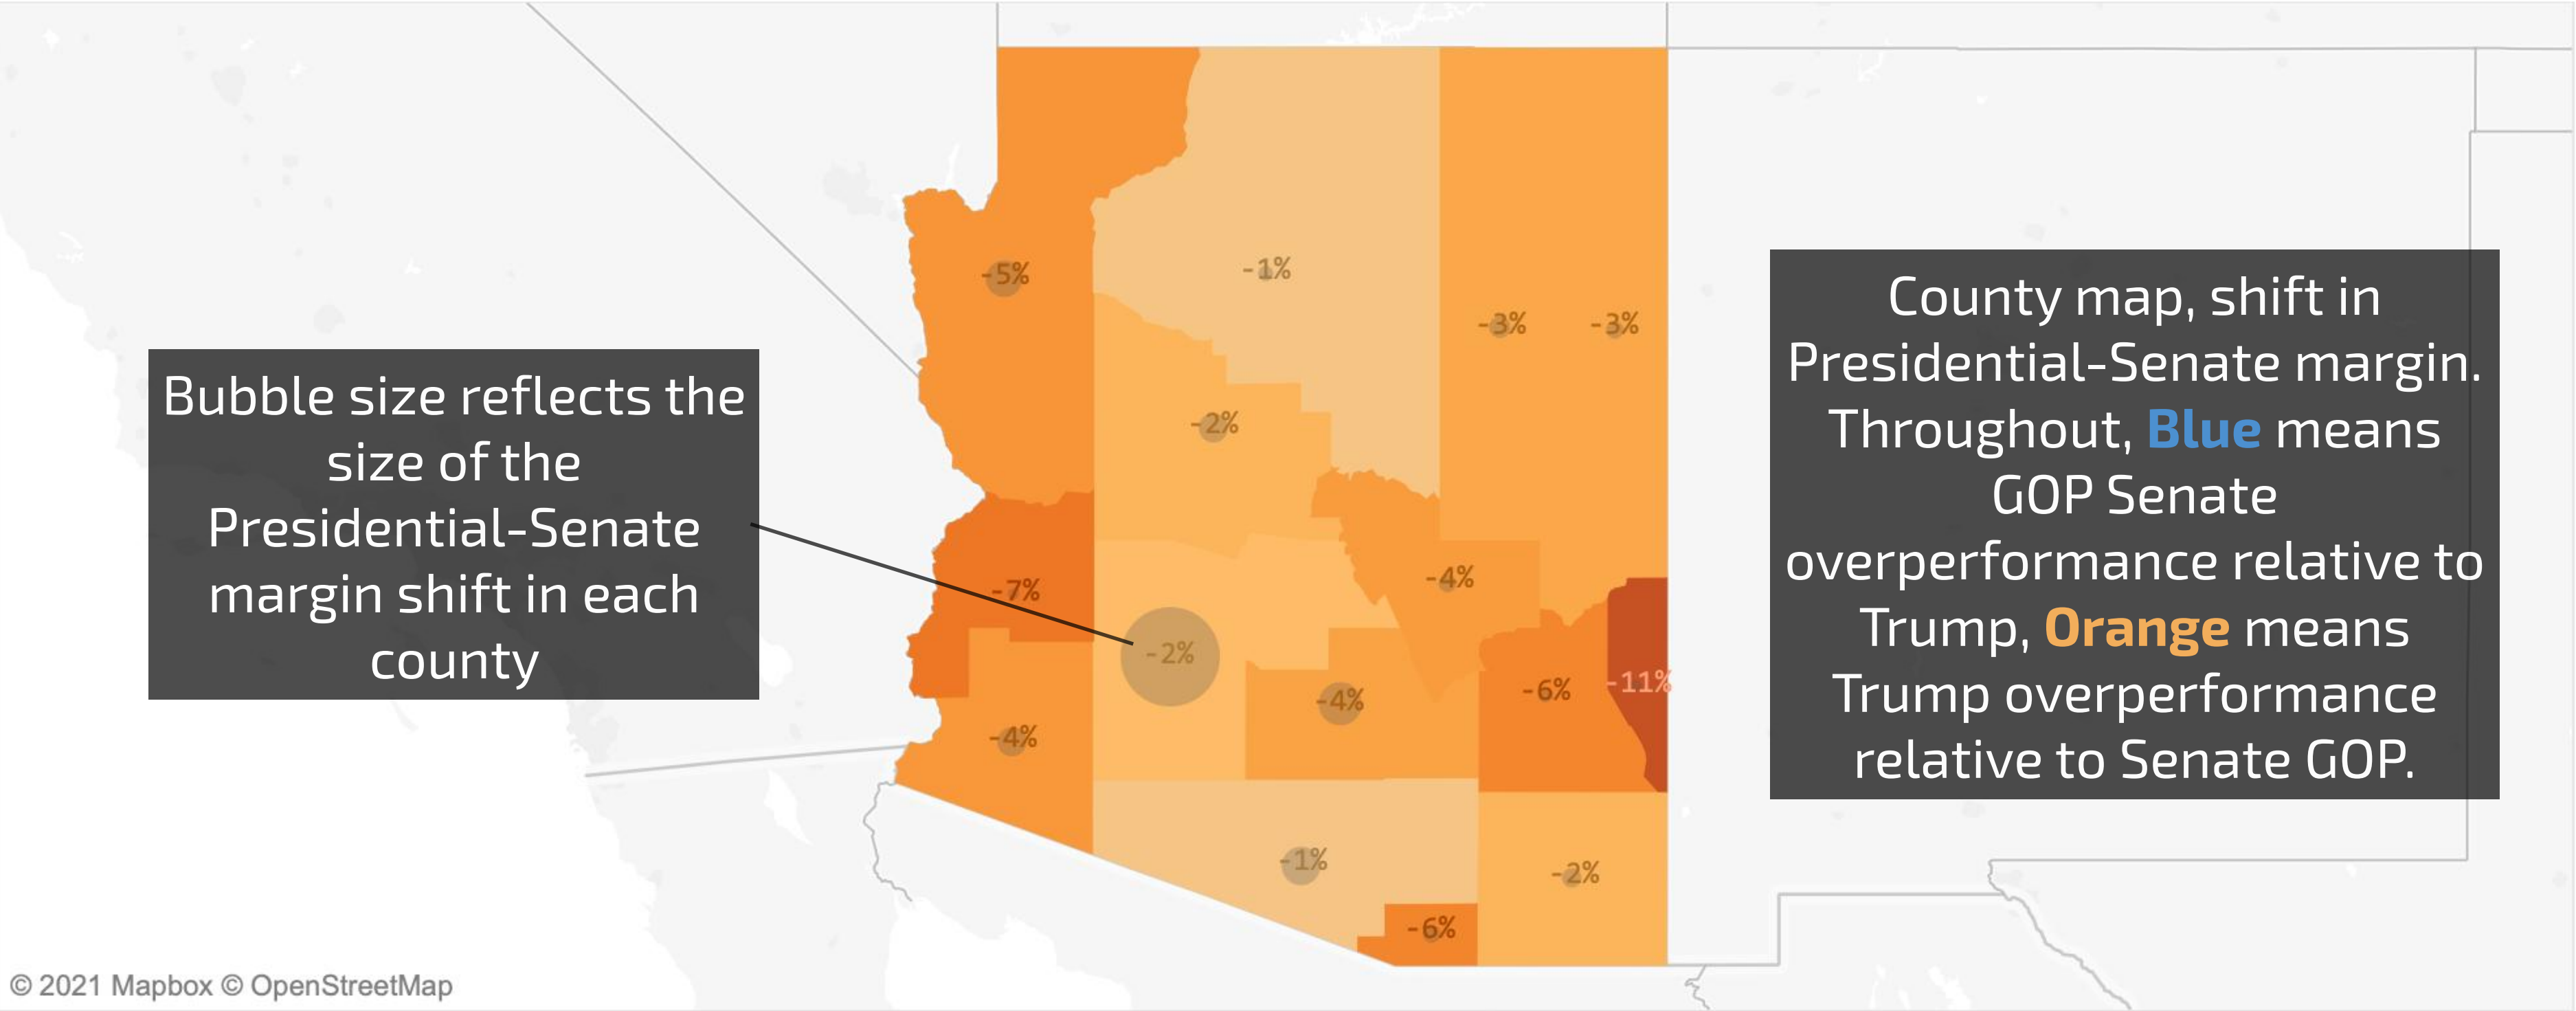 Bubble size reflects the
size of the
Presidential-Senate
margin shift in each
county
-5%
-1%
-3%
-3%
-2%
-7%
-4%
-2%
-6%
-11%
-4%
-4%
-1%
-2%
-6%
County map, shift in
Presidential-Senate margin.
Throughout, Blue means
GOP Senate
overperformance relative to
Trump, Orange means
Trump overperformance
relative to Senate GOP.
© 2021 Mapbox © OpenStreetMap